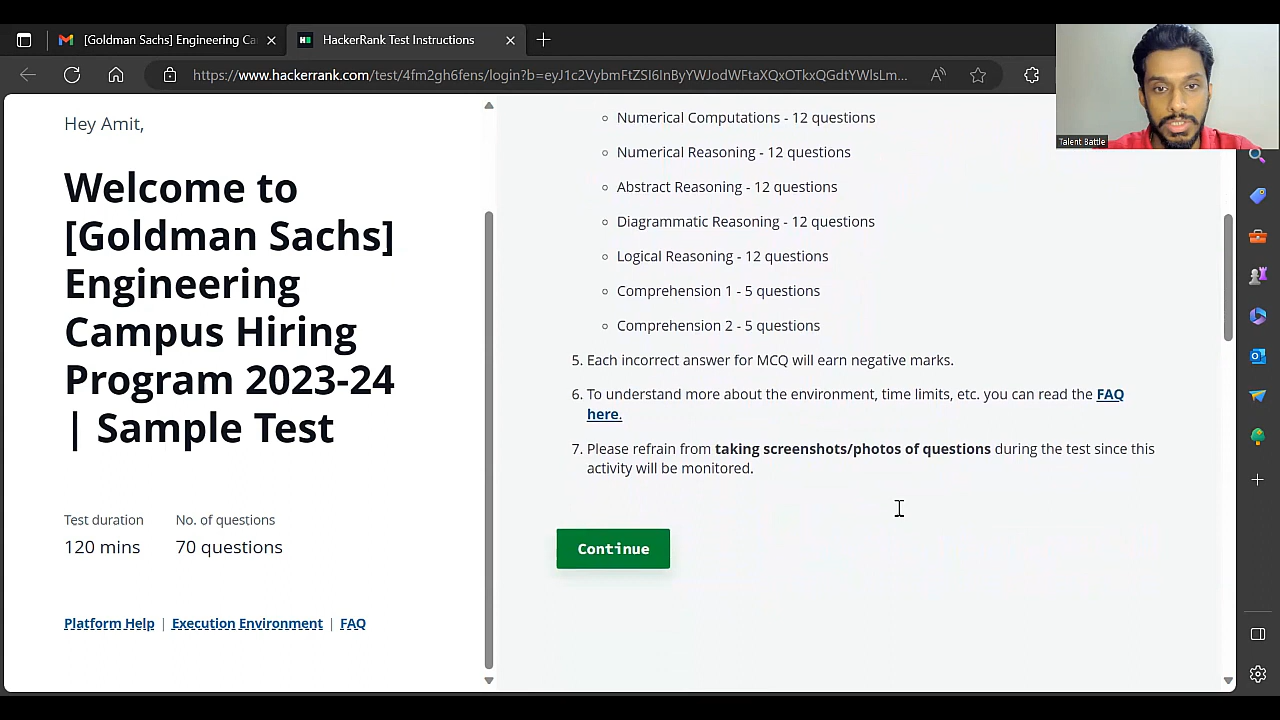 [Goldman Sachs] Engineering Ca
HackerRank Test Instructions
https://www.hackerrank.com/test/4fm2gh6fens/login?b=eyJ1c2VybmFtZSI6InByYWJodWFtaXQxOTkxQGdtYWlsLm...
Talent Battle
Hey Amit,
Welcome to
[Goldman Sachs]
Engineering
Campus Hiring
Program 2023-24
| Sample Test
Test duration
No. of questions
120 mins
70 questions
Platform Help | Execution Environment | FAQ
Numerical Computations - 12 questions
Numerical Reasoning - 12 questions
Abstract Reasoning - 12 questions
Diagrammatic Reasoning - 12 questions
Logical Reasoning - 12 questions
Comprehension 1 - 5 questions
Comprehension 2 - 5 questions
5. Each incorrect answer for MCQ will earn negative marks.
6. To understand more about the environment, time limits, etc. you can read the FAQ
here.
7. Please refrain from taking screenshots/photos of questions during the test since this
activity will be monitored.
Continue